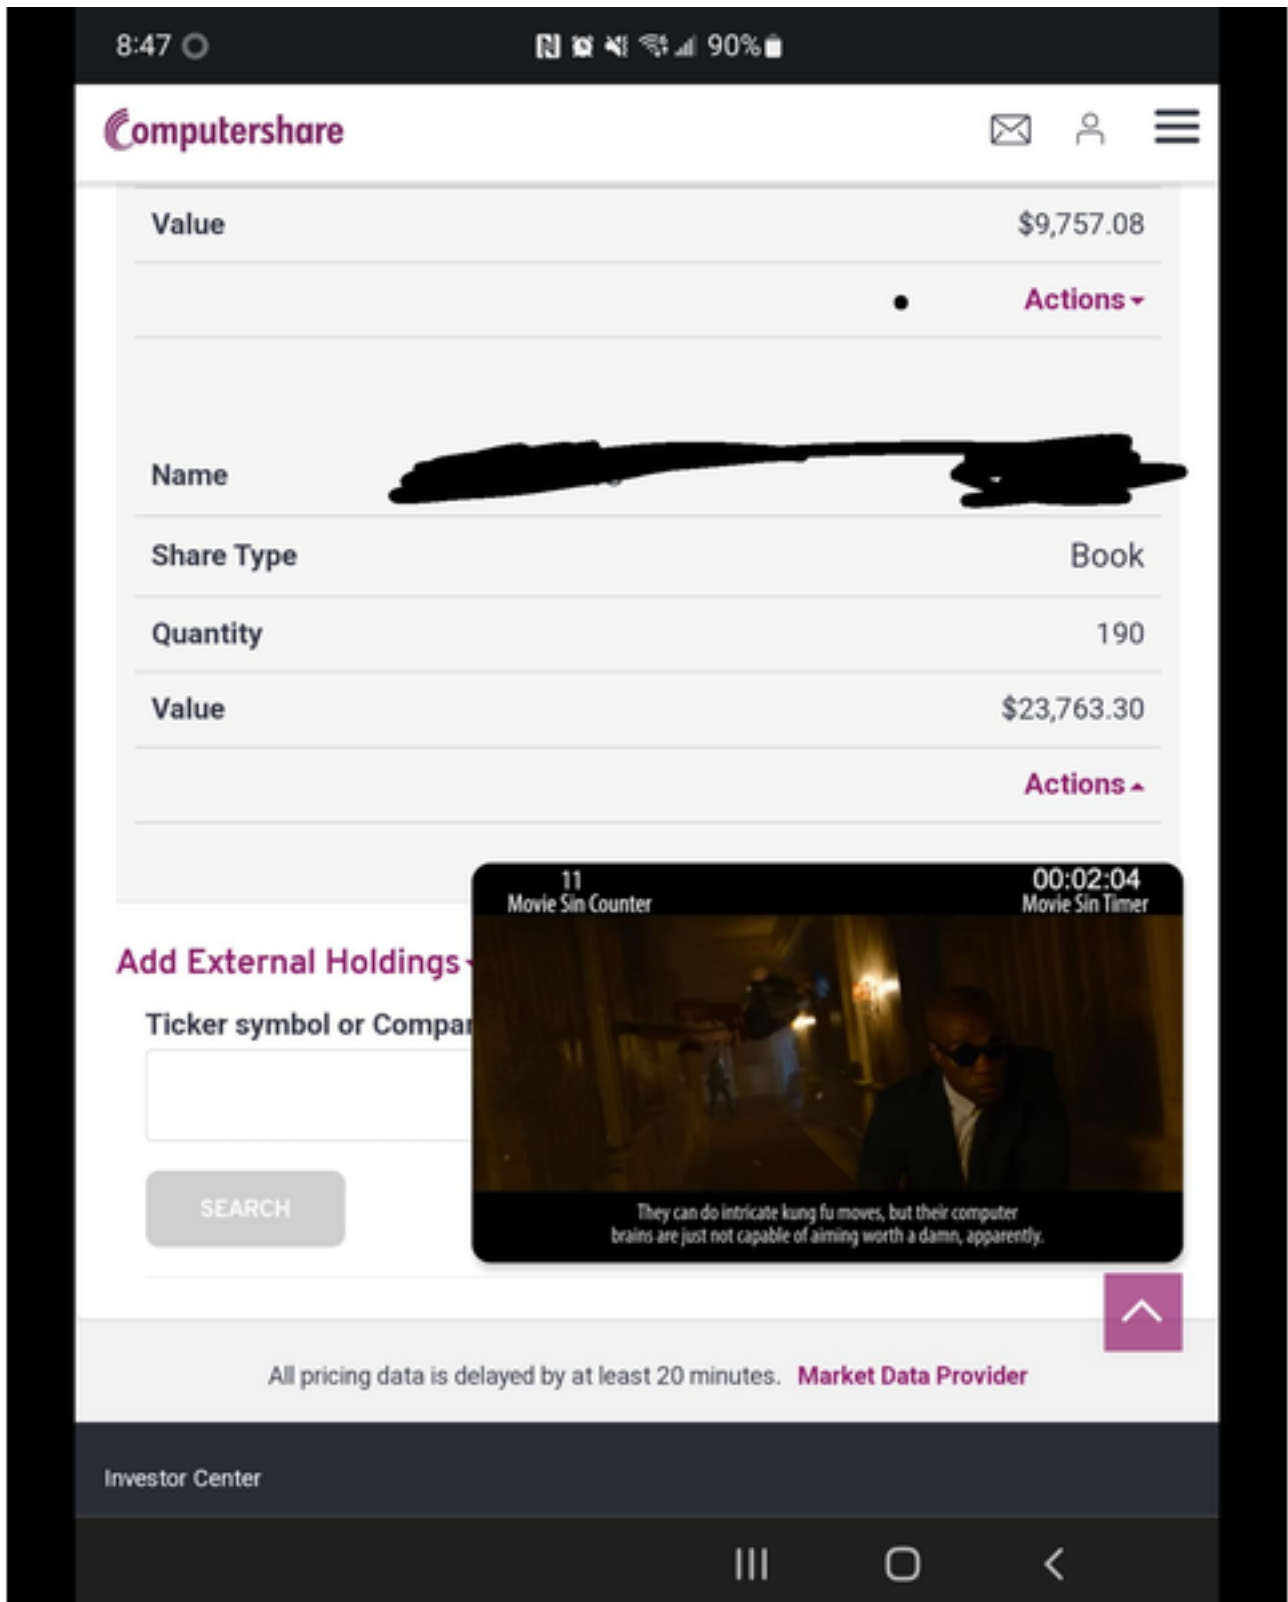 8:47 90%
Computershare
Value $9,757.08
Actions
Name
Share Type Book
Quantity 190
Value $23,763.30
Actions
11 00:02:04
Movie Sin Counter Movie Sin Timer
Add External Holdings
Ticker symbol or Compar
They can do intricate kung fu moves, but their computer
brains are just not capable of aiming worth a damn, apparently.
SEARCH
All pricing data is delayed by at least 20 minutes. Market Data Provider
Investor Center